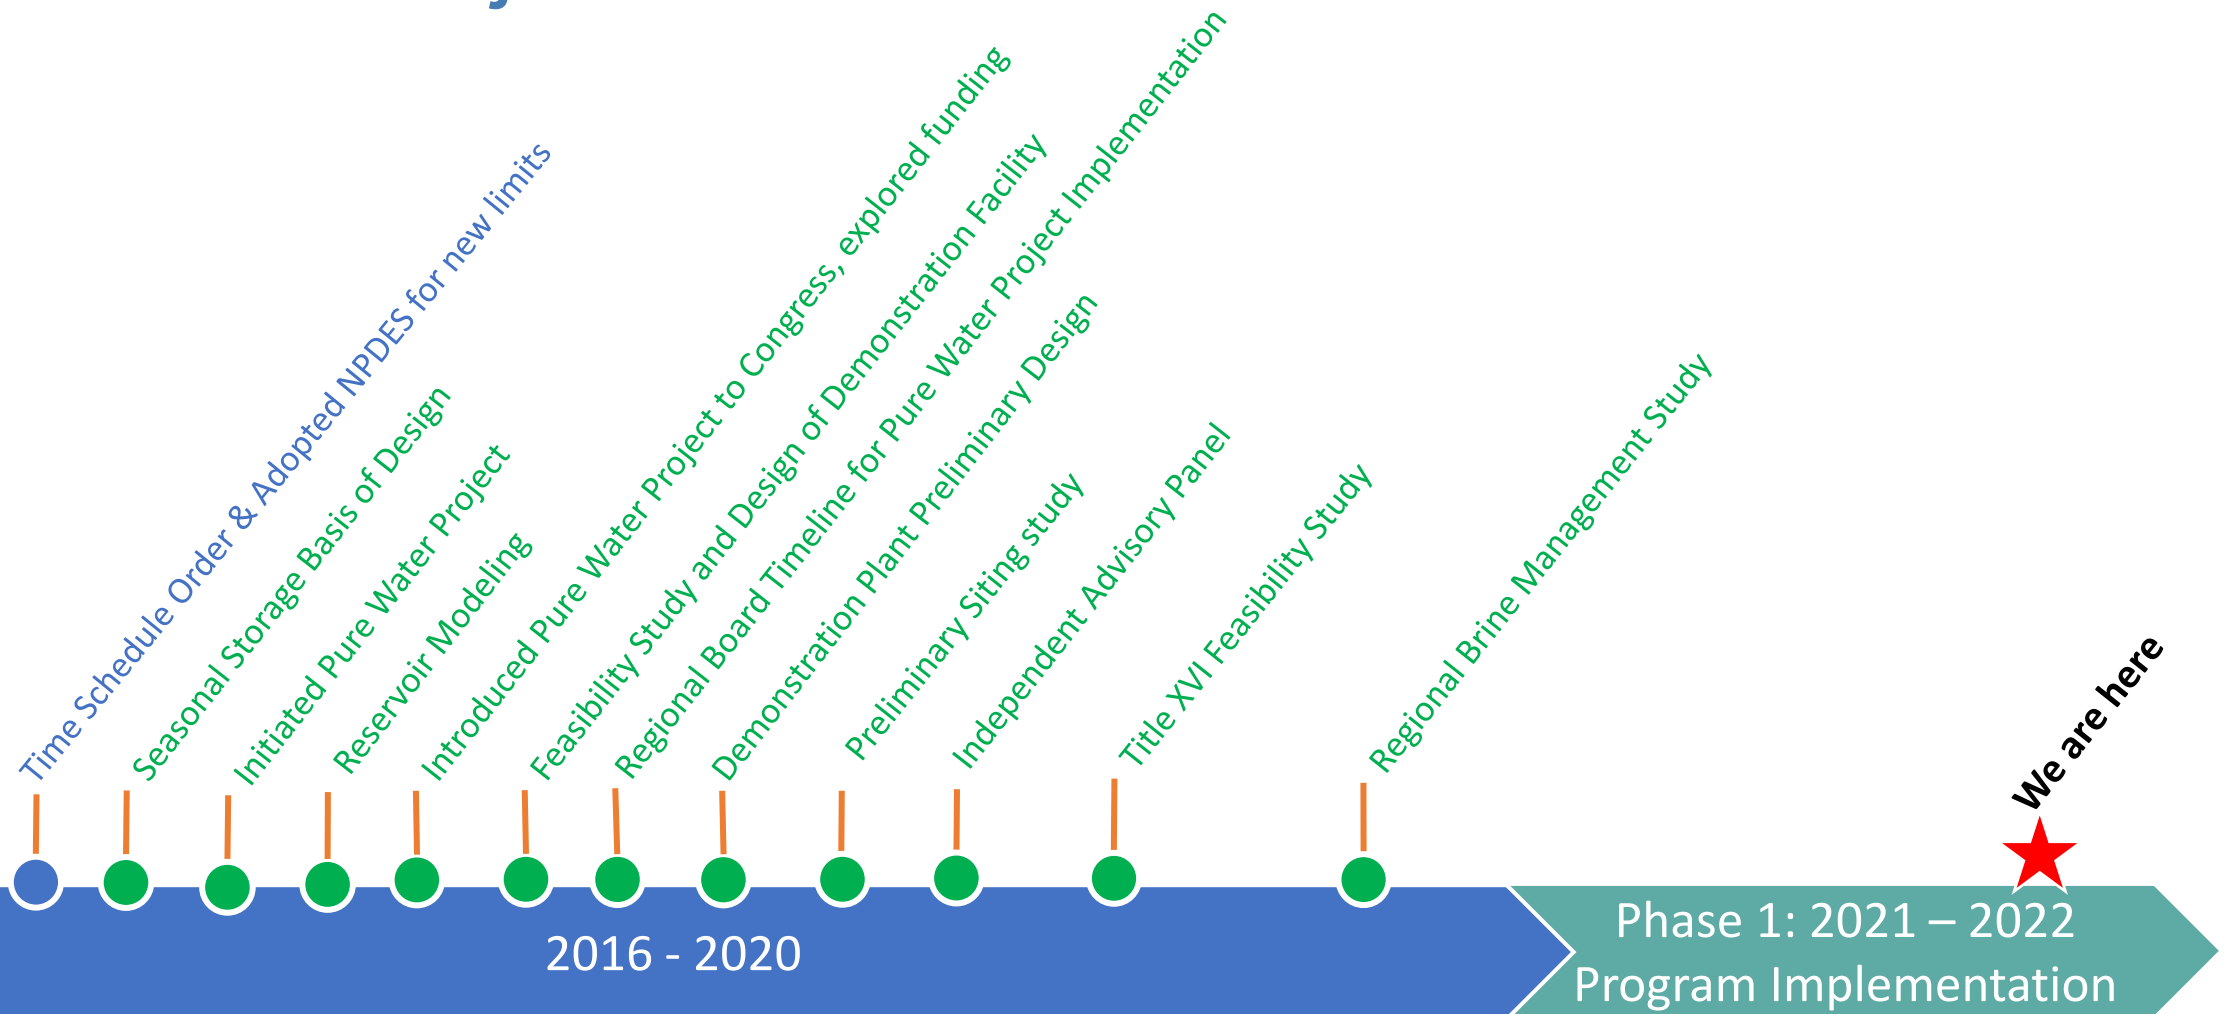 Time Schedule Order & Adopted NPDES for new limits
Seasonal Storage Basis of Design
Initiated Pure Water Project
Reservoir Modeling
Introduced Pure Water Project to Congress, explored funding
Feasibility Study and Design of Demonstration Facility
Regional Board Timeline for Pure Water Project Implementation
Demonstration Plant Preliminary Design
Preliminary Siting study
Independent Advisory Panel
Title XVI Feasibility Study
Regional Brine Management Study
We are here
2016 - 2020
Phase 1: 2021 – 2022
Program Implementation